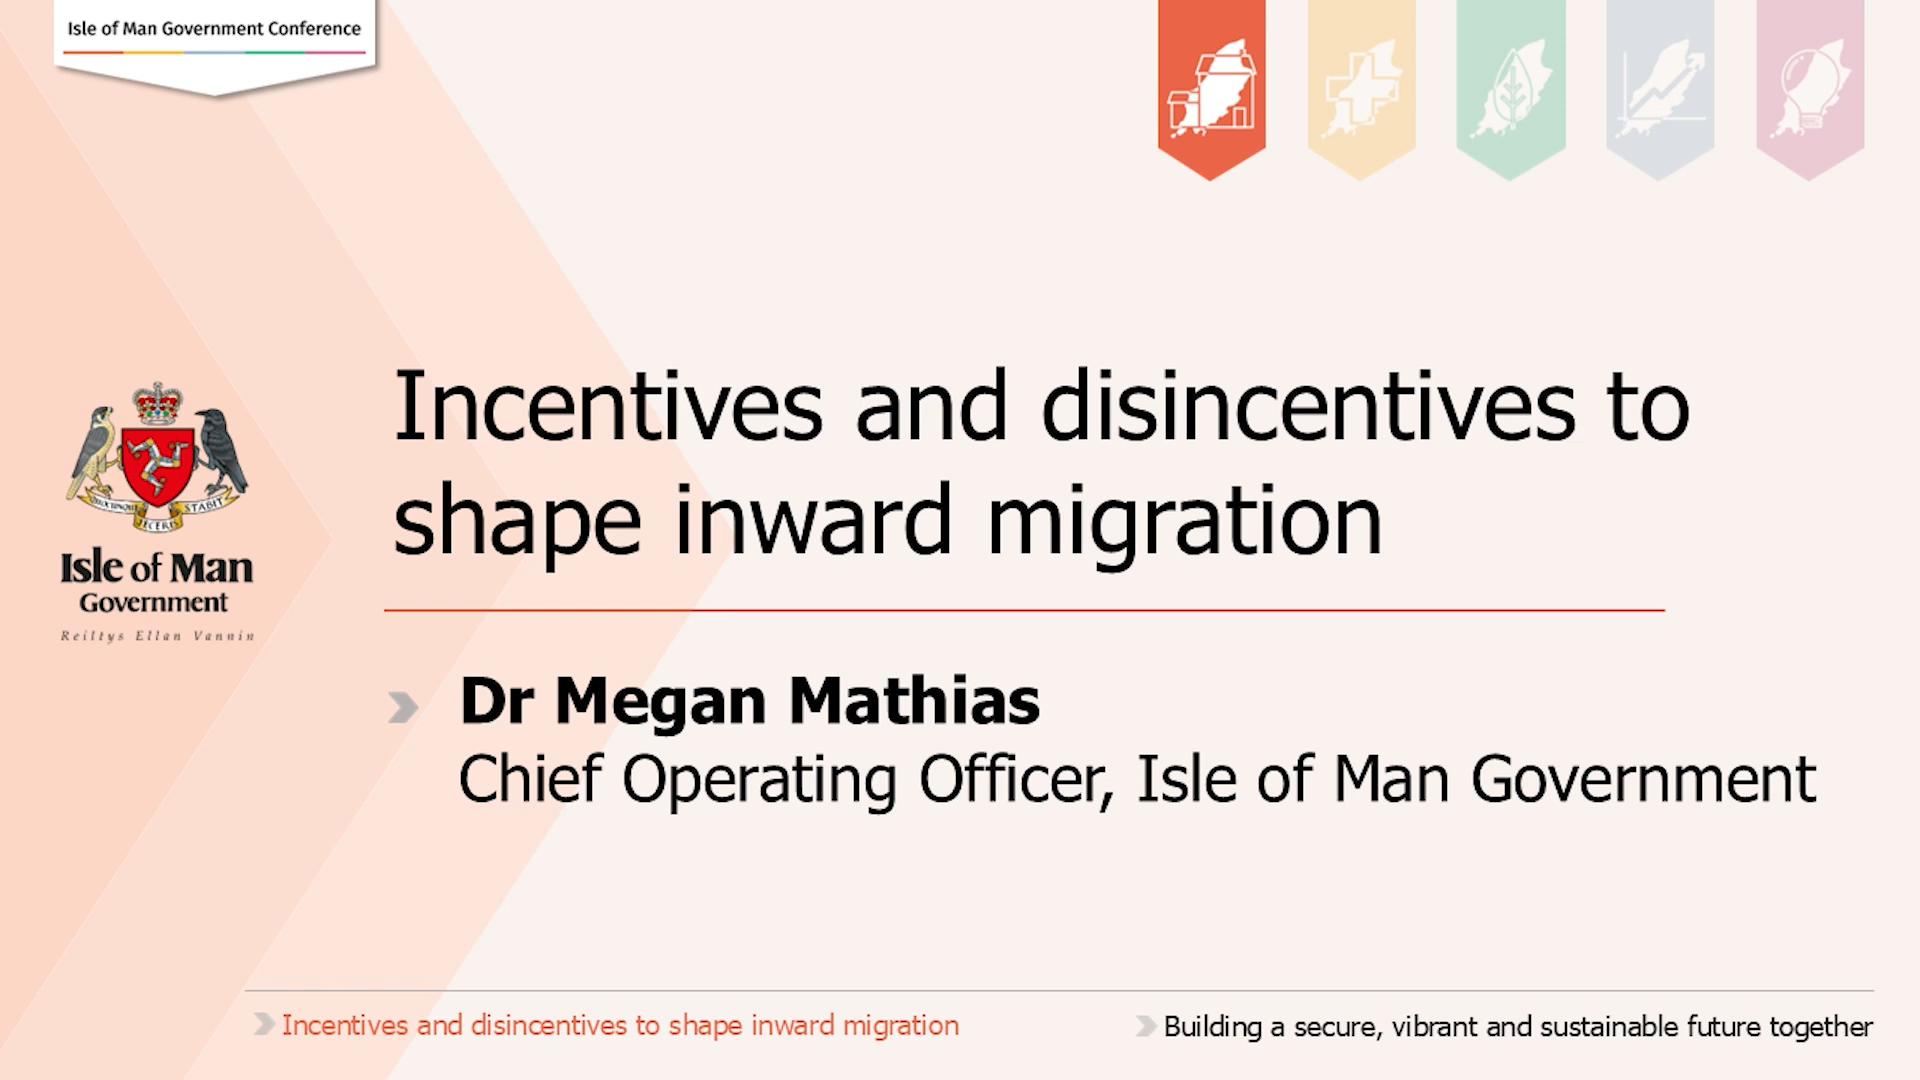 Isle of Man Government Conference
Incentives and disincentives to
shape inward migration
STABIT
JECERIS
Isle of Man
Government
Reiltys Ellan Vannin
Dr Megan Mathias
Chief Operating Officer, Isle of Man Government
Incentives and disincentives to shape inward migration
Building a secure, vibrant and sustainable future together